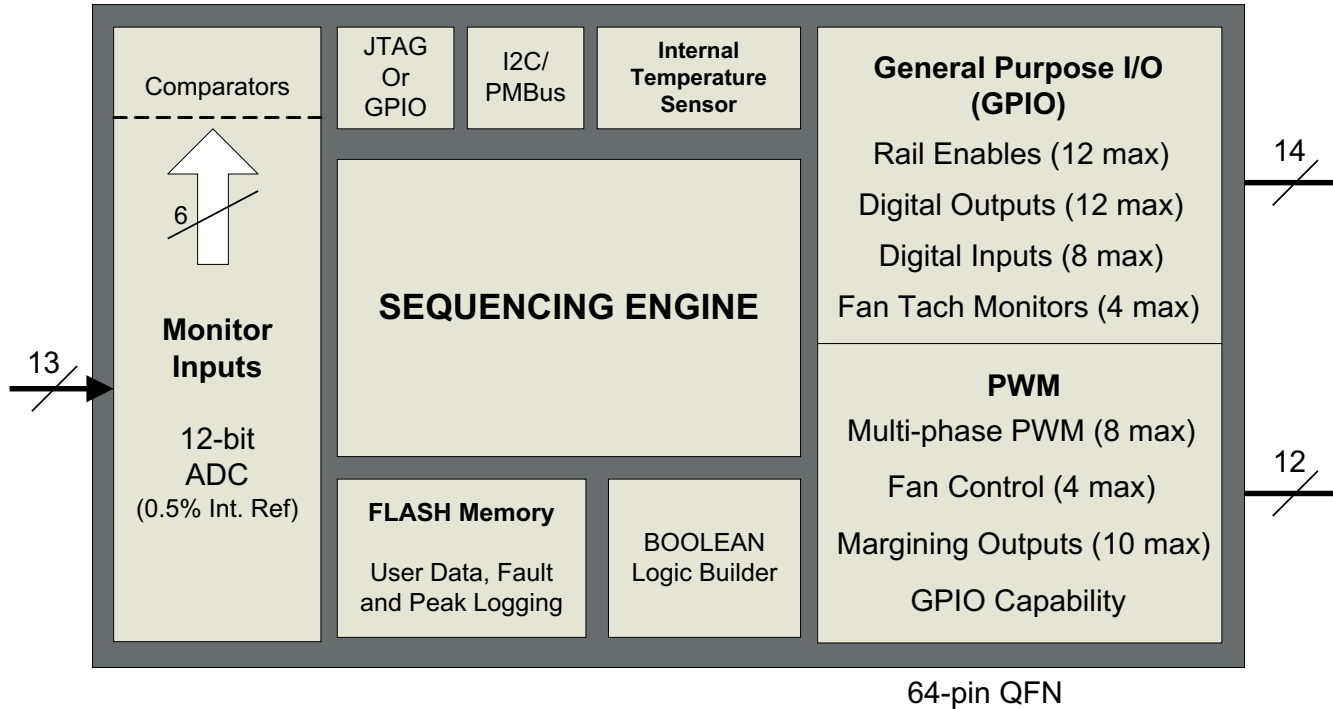 Comparators
6
Monitor
Inputs
12-bit
ADC
(0.5% Int. Ref)
13
JTAG
Or
GPIO
I2C/
PMBus
Internal
Temperature
Sensor
SEQUENCING ENGINE
FLASH Memory
User Data, Fault
and Peak Logging
BOOLEAN
Logic Builder
General Purpose I/O
(GPIO)
Rail Enables (12 max)
Digital Outputs (12 max)
Digital Inputs (8 max)
Fan Tach Monitors (4 max)
14
PWM
Multi-phase PWM (8 max)
Fan Control (4 max)
Margining Outputs (10 max)
GPIO Capability
12
64-pin QFN